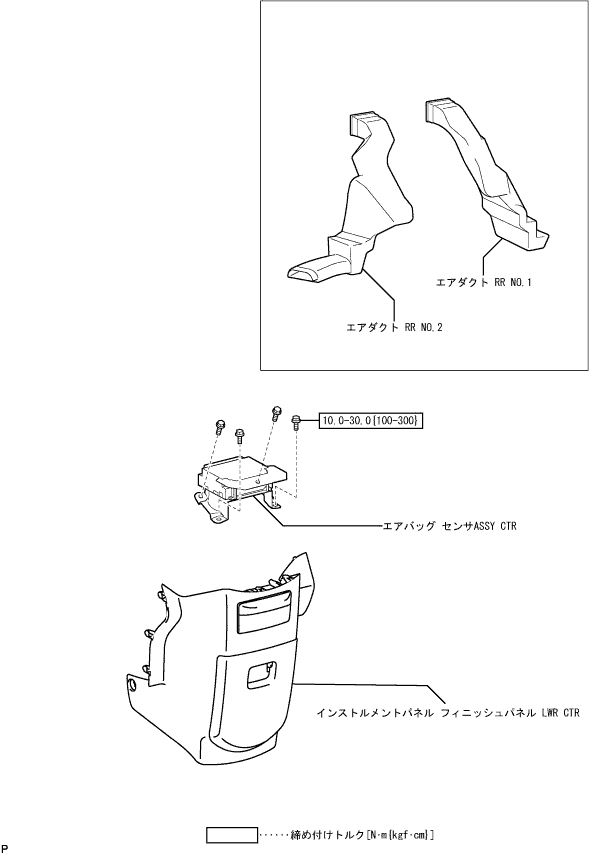 エアダクト RR NO.1
エアダクト RR NO.2
10.0-30.0{100-300}
エアバッグ センサASSY CTR
インストルメントパネル フィニッシュパネル LWR CTR
······締め付けトルク[N·m{kgf·cm}]
P